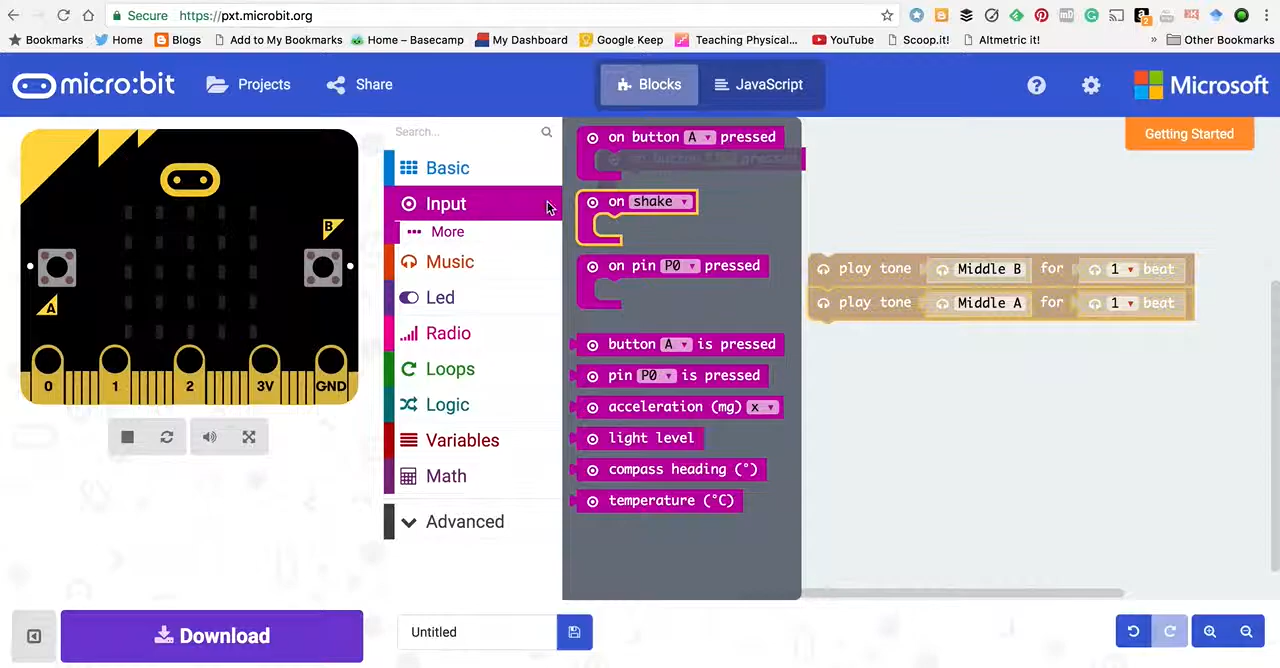 Secure https://pxt.microbit.org
Bookmarks Home Blogs Add to My Bookmarks Home – Basecamp My Dashboard Google Keep Teaching Physical... YouTube Scoop.it! Altmetric it! » Other Bookmarks
micro:bit Projects Share Blocks JavaScript Microsoft
Getting Started
Search...
Basic
Input
More
Music
Led
Radio
Loops
Logic
Variables
Math
Advanced
on button A pressed
on shake
on pin P0 pressed
button A is pressed
pin P0 is pressed
acceleration (mg) x
light level
compass heading (°)
temperature (°C)
play tone Middle B for 1 beat
play tone Middle A for 1 beat
B
A
0 1 2 3V GND
Download
Untitled